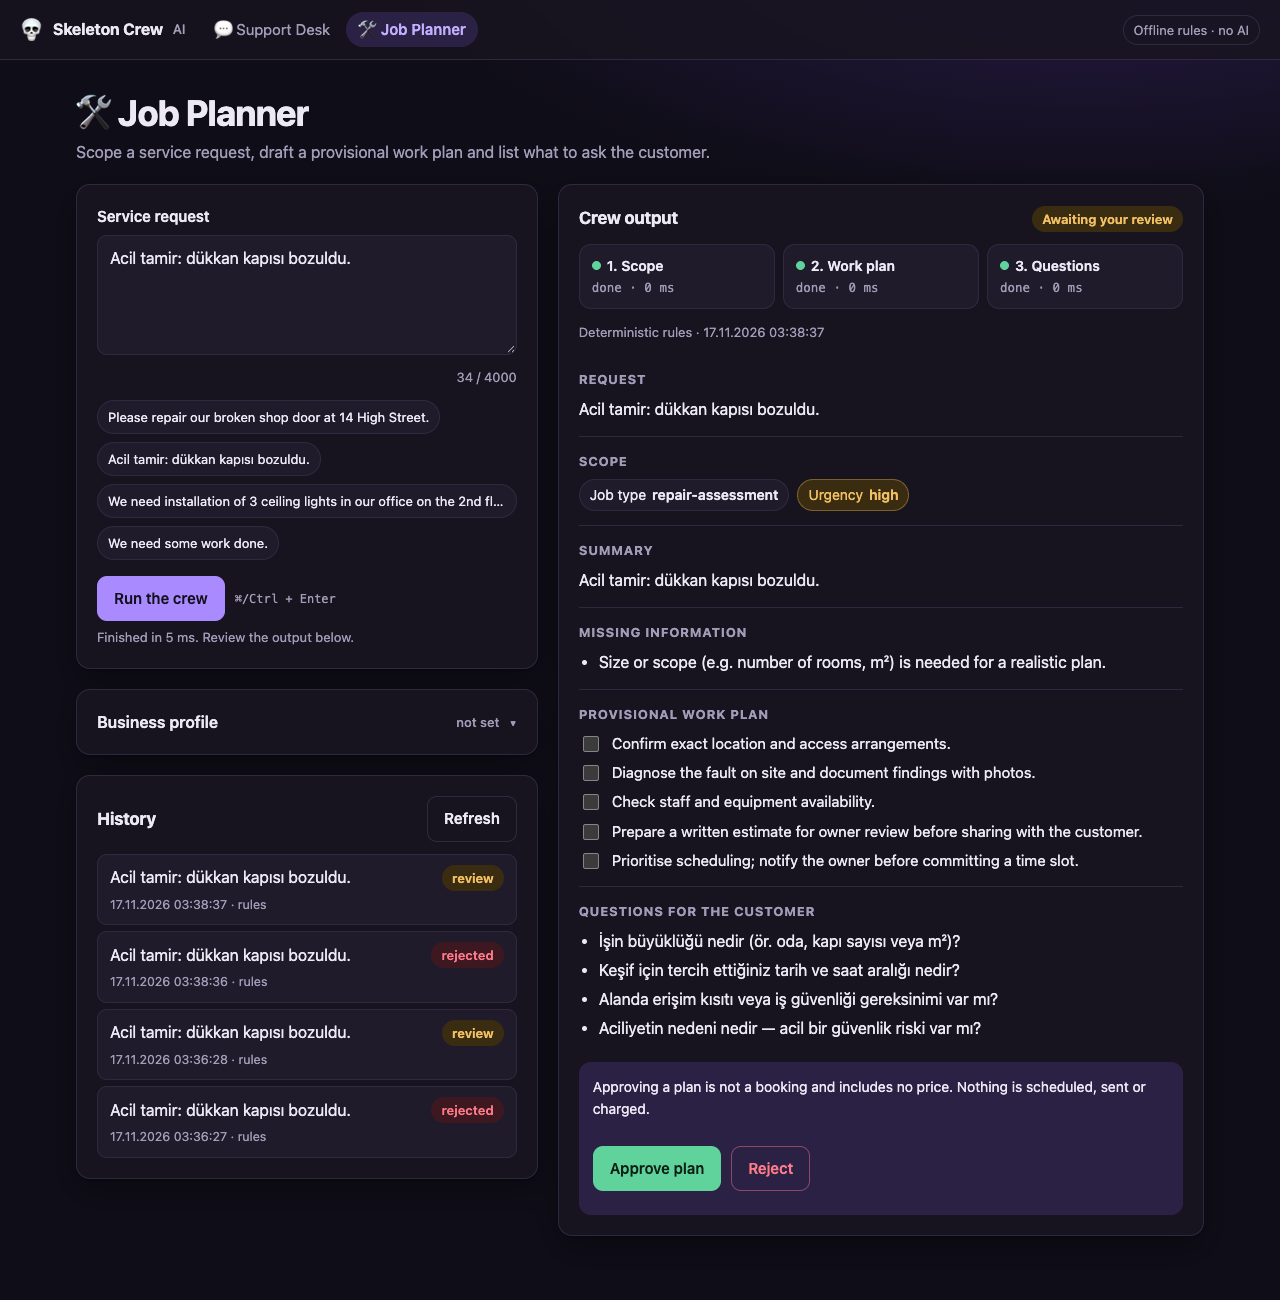 Skeleton Crew AI
Support Desk
Job Planner
Offline rules · no AI
Job Planner
Scope a service request, draft a provisional work plan and list what to ask the customer.
Service request
Acil tamir: dükkan kapısı bozuldu.
34 / 4000
Please repair our broken shop door at 14 High Street.
Acil tamir: dükkan kapısı bozuldu.
We need installation of 3 ceiling lights in our office on the 2nd fl...
We need some work done.
Run the crew
⌘/Ctrl + Enter
Finished in 5 ms. Review the output below.
Business profile
not set ▾
History
Refresh
Acil tamir: dükkan kapısı bozuldu.
review
17.11.2026 03:38:37 · rules
Acil tamir: dükkan kapısı bozuldu.
rejected
17.11.2026 03:38:36 · rules
Acil tamir: dükkan kapısı bozuldu.
review
17.11.2026 03:36:28 · rules
Acil tamir: dükkan kapısı bozuldu.
rejected
17.11.2026 03:36:27 · rules
Crew output
Awaiting your review
1. Scope
done · 0 ms
2. Work plan
done · 0 ms
3. Questions
done · 0 ms
Deterministic rules · 17.11.2026 03:38:37
REQUEST
Acil tamir: dükkan kapısı bozuldu.
SCOPE
Job type repair-assessment
Urgency high
SUMMARY
Acil tamir: dükkan kapısı bozuldu.
MISSING INFORMATION
• Size or scope (e.g. number of rooms, m²) is needed for a realistic plan.
PROVISIONAL WORK PLAN
Confirm exact location and access arrangements.
Diagnose the fault on site and document findings with photos.
Check staff and equipment availability.
Prepare a written estimate for owner review before sharing with the customer.
Prioritise scheduling; notify the owner before committing a time slot.
QUESTIONS FOR THE CUSTOMER
• İşin büyüklüğü nedir (ör. oda, kapı sayısı veya m²)?
• Keşif için tercih ettiğiniz tarih ve saat aralığı nedir?
• Alanda erişim kısıtı veya iş güvenliği gereksinimi var mı?
• Aciliyetin nedeni nedir — acil bir güvenlik riski var mı?
Approving a plan is not a booking and includes no price. Nothing is scheduled, sent or
charged.
Approve plan
Reject